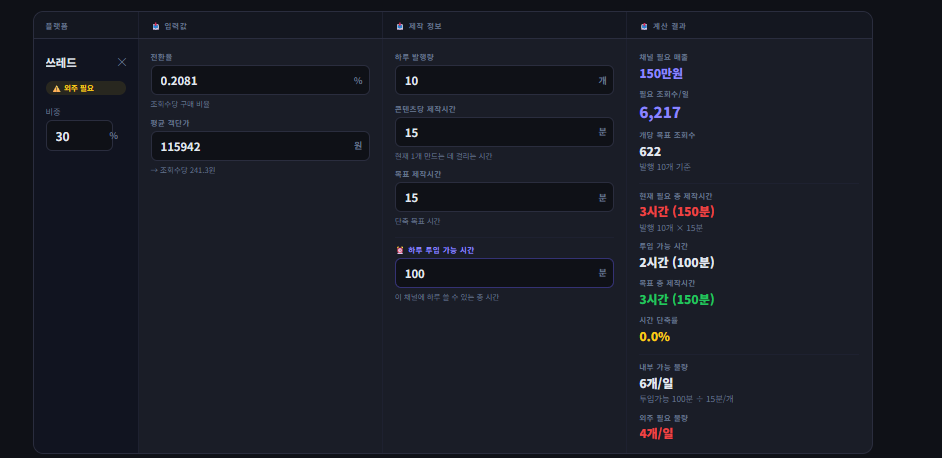 플랫폼
입력값
제작 정보
계산 결과
쓰레드
외주 필요
비중
30 %
전환율
0.2081 %
조회수당 구매 비율
평균 객단가
115942 원
→ 조회수당 241.3원
하루 발행량
10 개
콘텐츠당 제작시간
15 분
현재 1개 만드는 데 걸리는 시간
목표 제작시간
15 분
단축 목표 시간
하루 투입 가능 시간
100 분
이 채널에 하루 쓸 수 있는 총 시간
채널 필요 매출
150만원
필요 조회수/월
6,217
개당 목표 조회수
622
발행 10개 기준
현재 필요 총 제작시간
3시간 (150분)
발행 10개 × 15분
투입 가능 시간
2시간 (100분)
목표 총 제작시간
3시간 (150분)
시간 단축율
0.0%
내부 가능 물량
6개/일
투입가능 100분 ÷ 15분/개
외주 필요 물량
4개/일